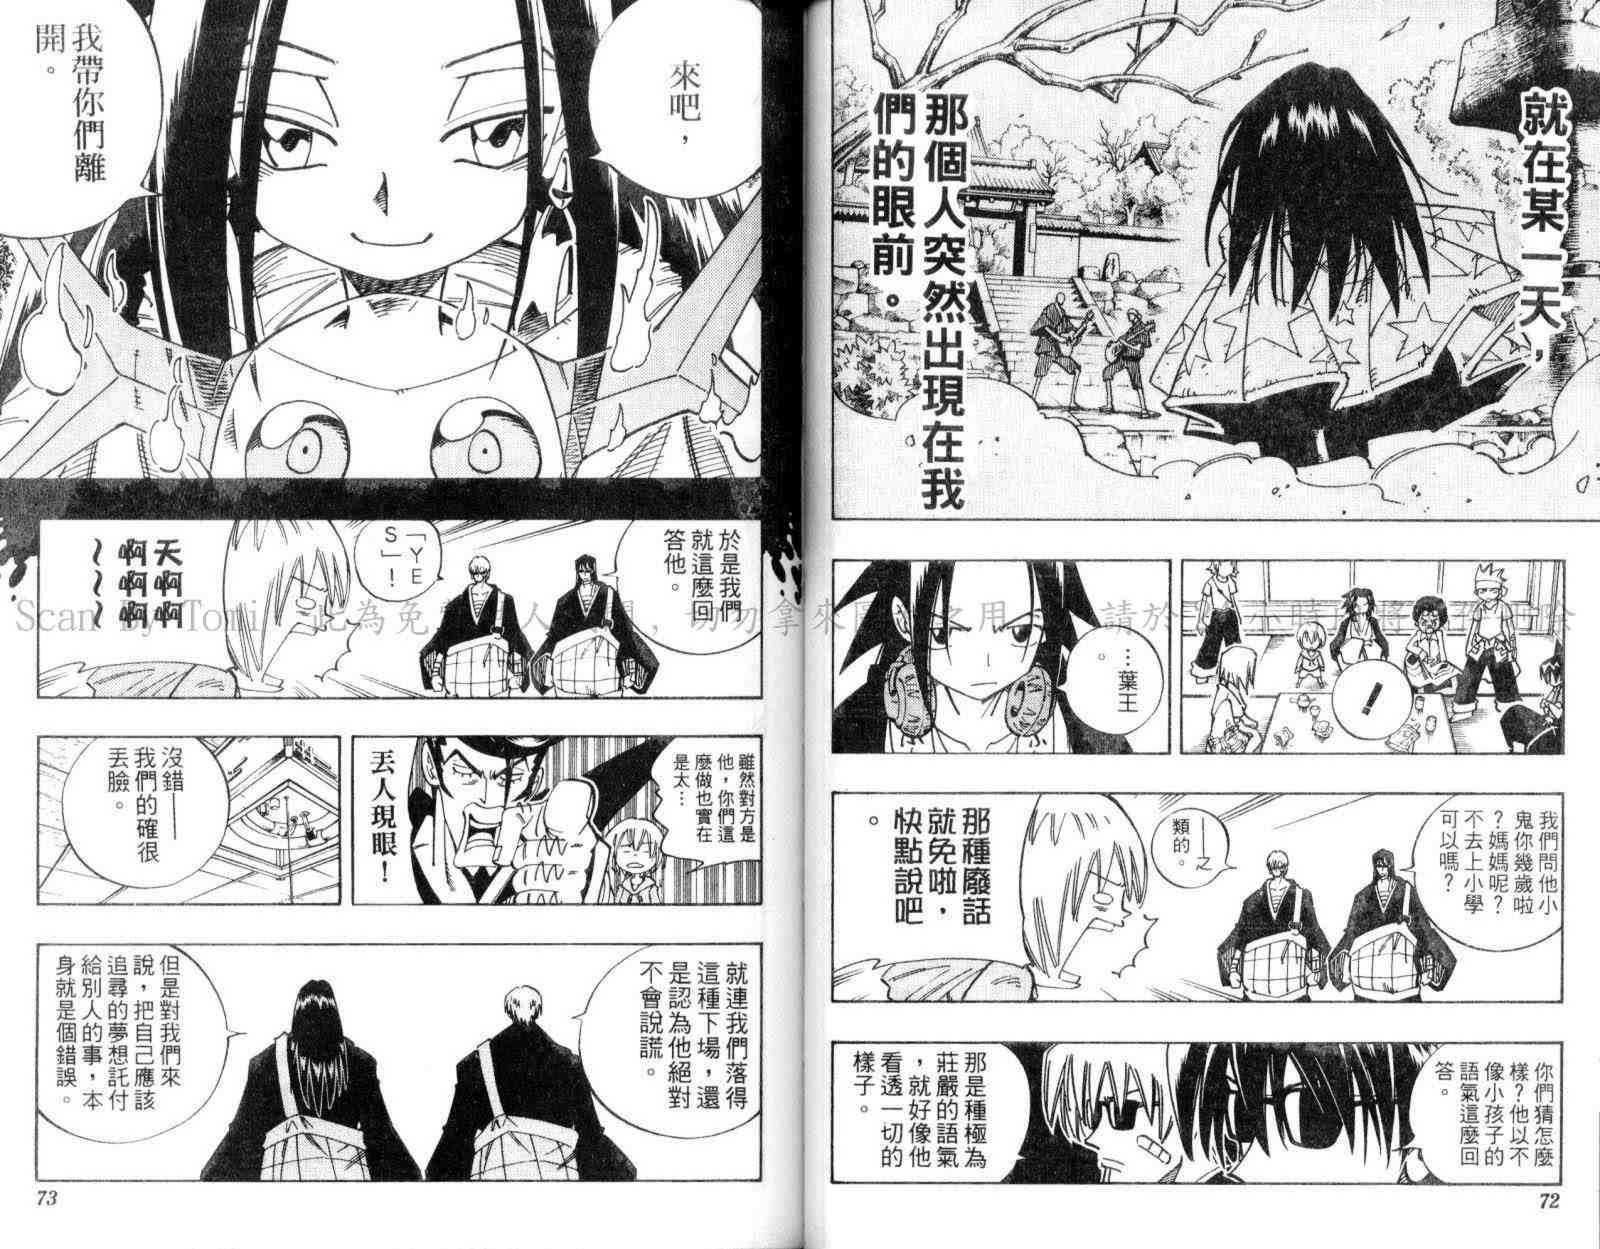 就在某一天，
那個人突然出現在我
們的眼前。
！
…葉王
。
我們問他小
鬼你幾歲啦
？媽媽呢？
不去上小學
可以嗎？
──之
類的。
那種廢話
就免啦，
快點說吧
。
你們猜怎麼
樣？他以不
像小孩子的
語氣這麼回
答。
那是種極為
莊嚴的語氣
，就好像他
看透一切的
樣子。
72
來吧，
我帶你們離
開。
於是我們
就這麼回
答他。
「YE
S」！
天啊啊
啊啊啊
～～～
雖然對方是
他，你們這
麼做也實在
是太…
丟人現眼！
沒錯──
我們的確很
丟臉。
就連我們落得
這種下場，還
是認為他絕對
不會說謊。
但是對我們來
說，把自己應該
追尋的夢想託付
給別人的事，本
身就是個錯誤。
73
Scan By Tomi